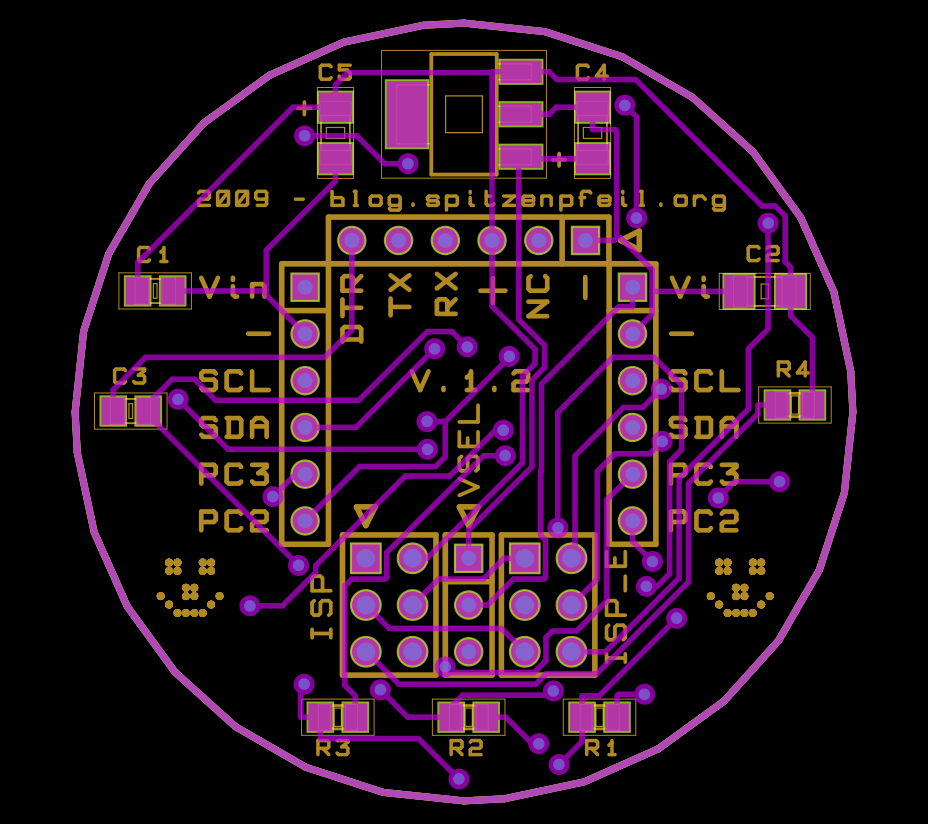 C5
C4
+
+
2009 - blog.spitzenpfeil.org
C1
C2
DTR
TX
RX
+
NC
-
Vin
Vi
-
-
C3
R4
SCL
SCL
V.1.2
SDA
SDA
VSEL
PC3
PC3
PC2
PC2
ISP
ISP_E
R3
R2
R1